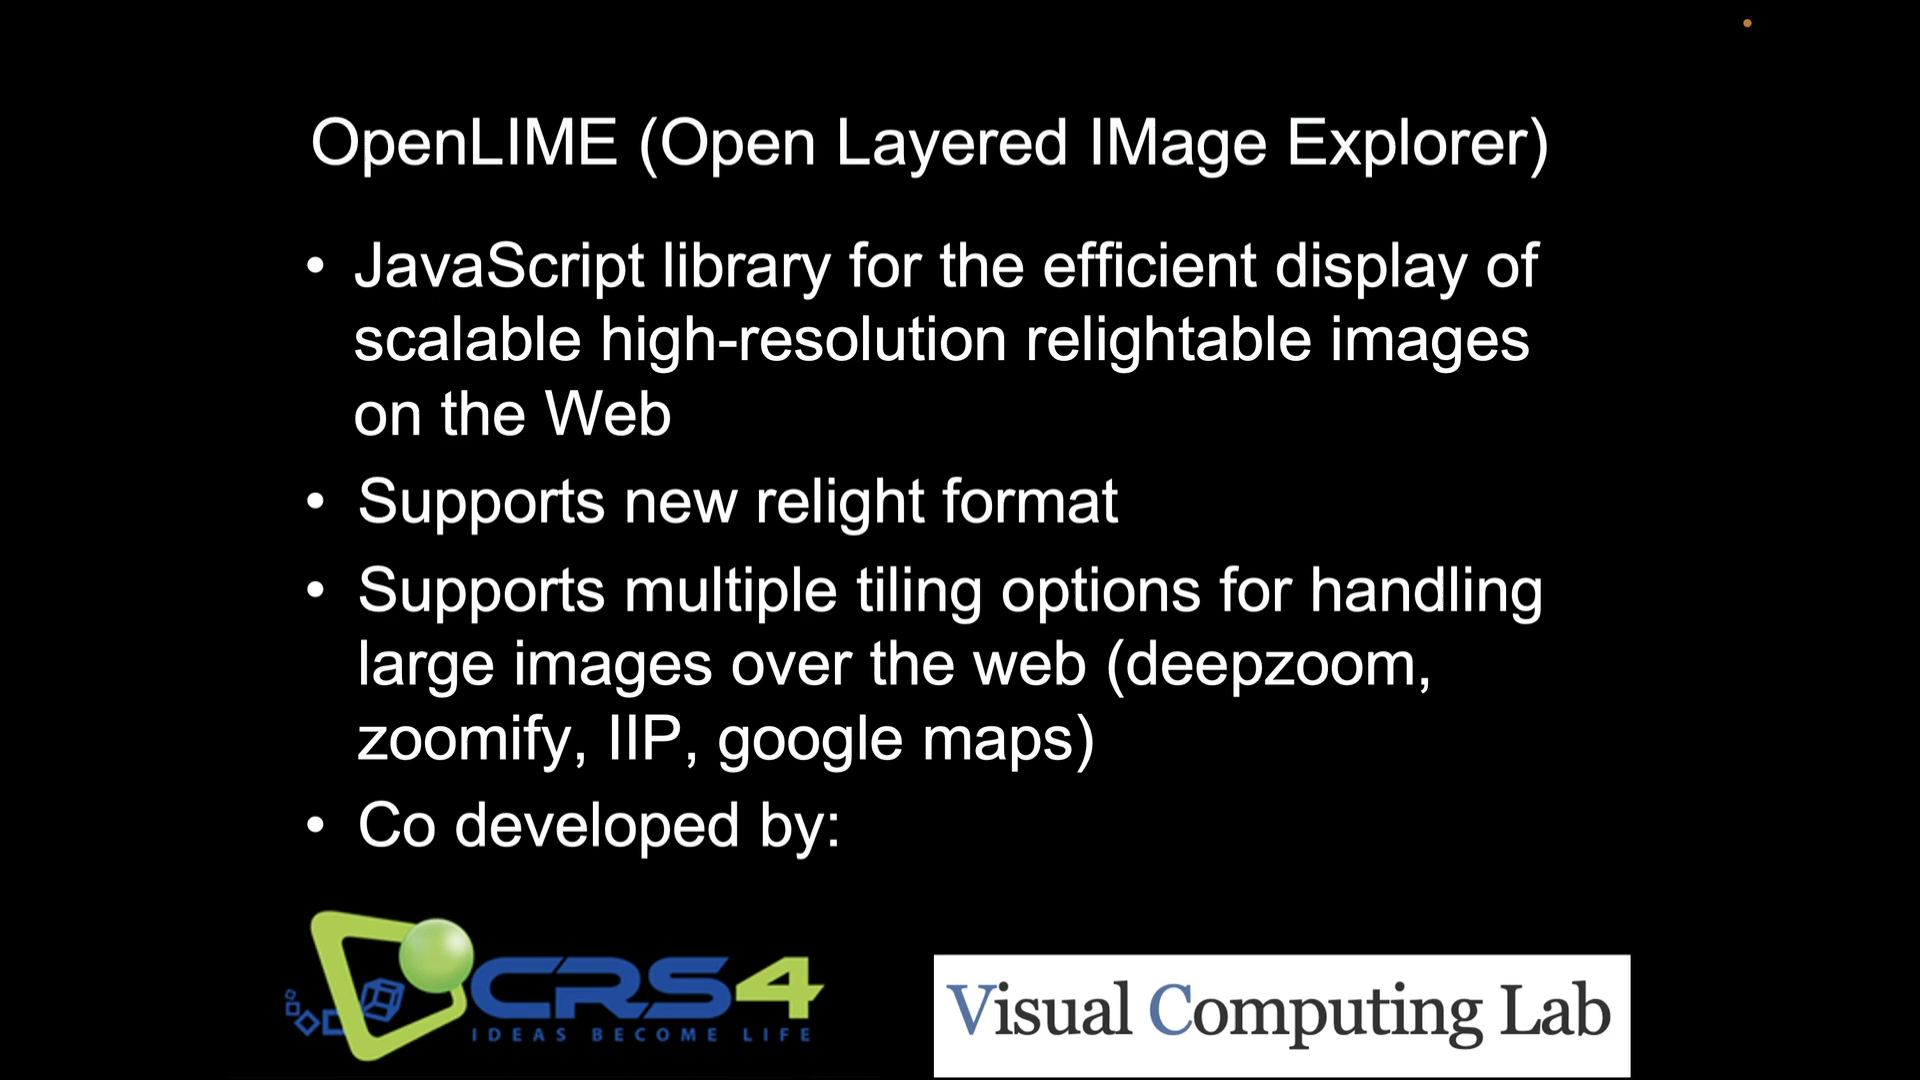 OpenLIME (Open Layered IMage Explorer)
• JavaScript library for the efficient display of
scalable high-resolution relightable images
on the Web
• Supports new relight format
• Supports multiple tiling options for handling
large images over the web (deepzoom,
zoomify, IIP, google maps)
• Co developed by:
CRS4
IDEAS BECOME LIFE
Visual Computing Lab